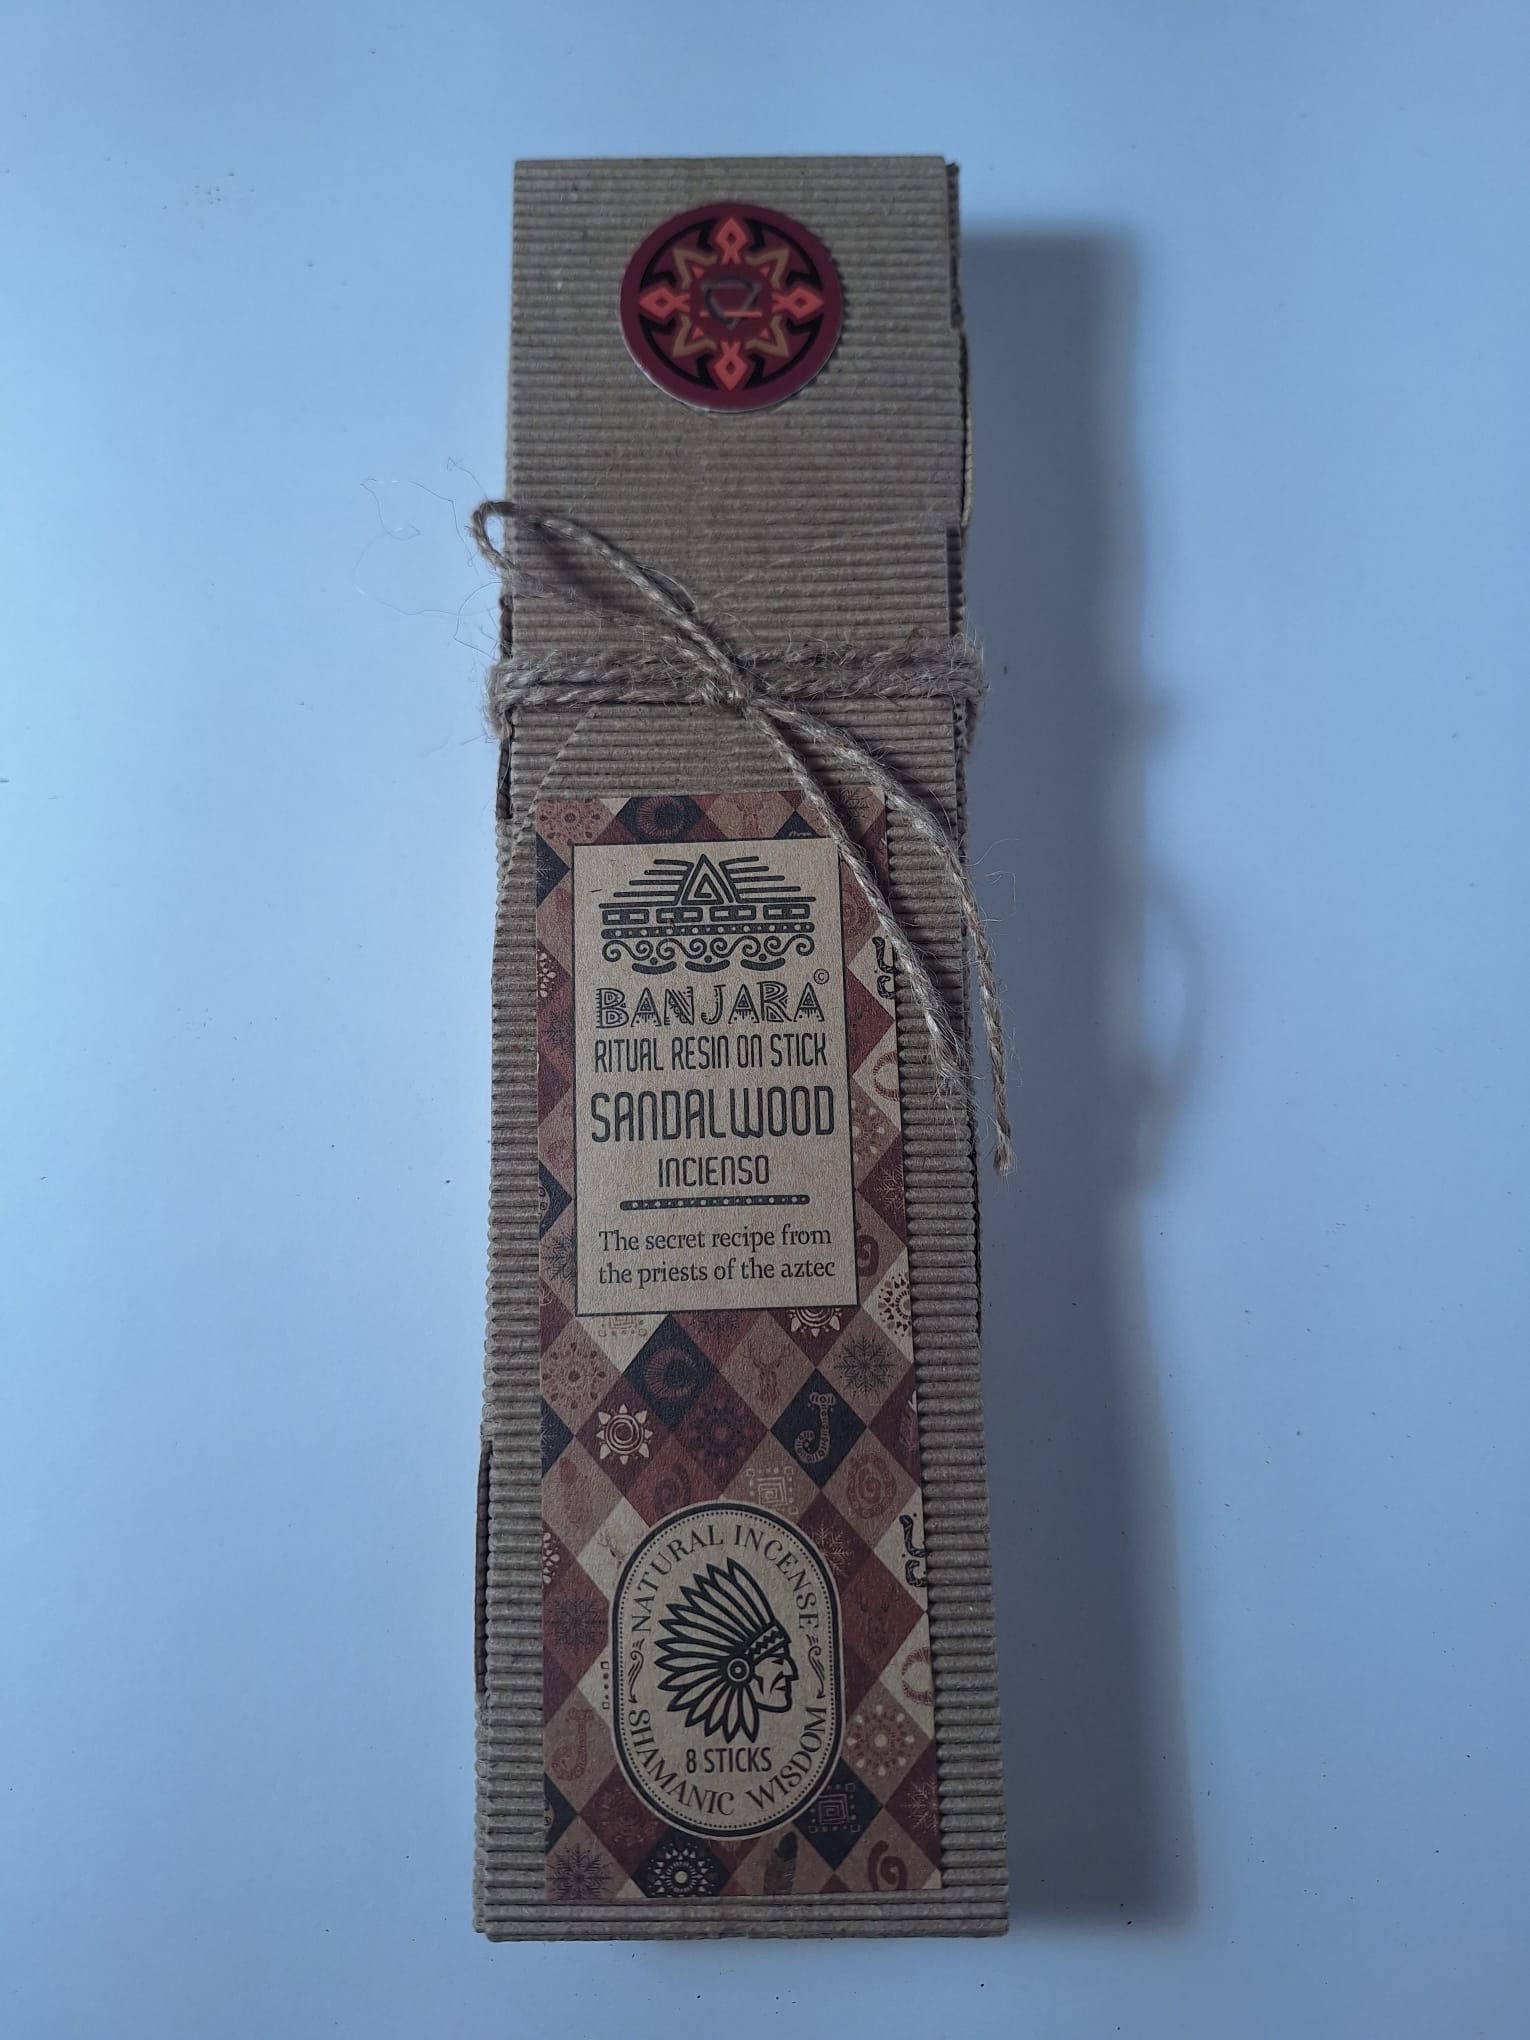 BANJARA©
RITUAL RESIN ON STICK
SANDALWOOD
INCIENSO
The secret recipe from
the priests of the aztec
NATURAL INCENSE
8 STICKS
SHAMANIC WISDOM